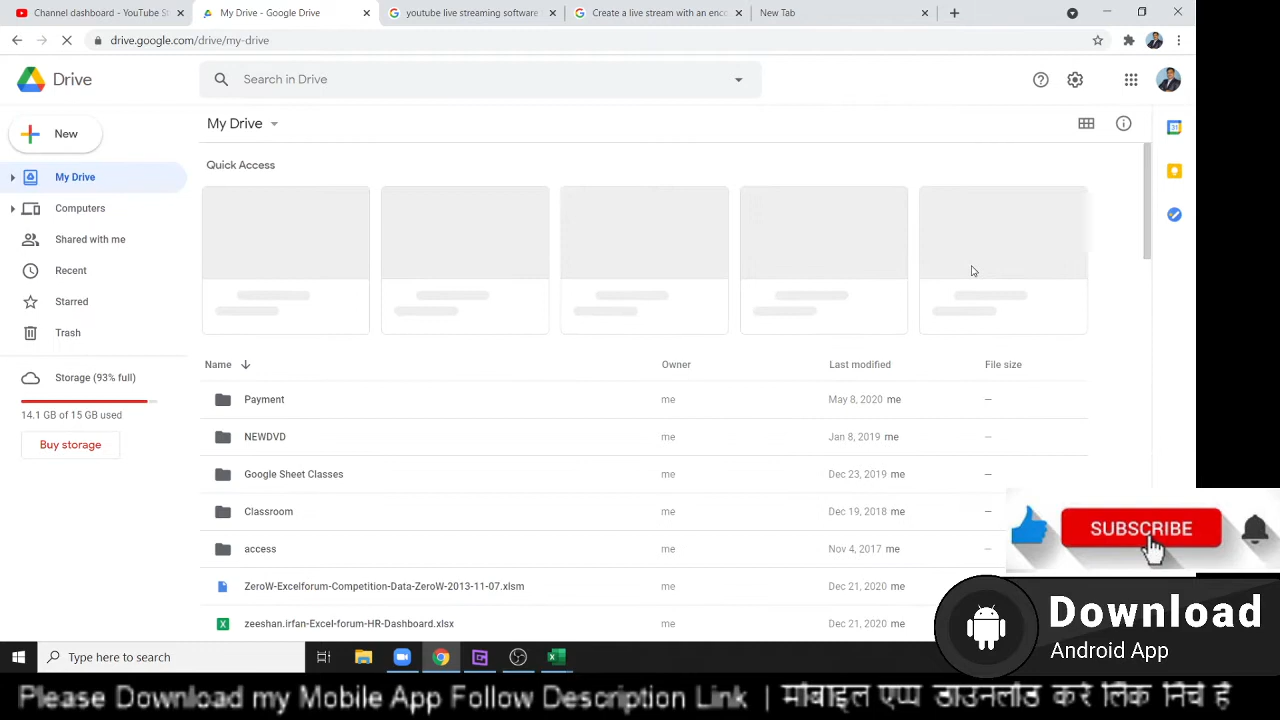 Channel dashboard - YouTube St
My Drive - Google Drive
youtube live streaming software
Create a live stream with an enco
New Tab
drive.google.com/drive/my-drive
Drive
Search in Drive
New
My Drive
Quick Access
My Drive
Computers
Shared with me
Recent
Starred
Trash
Storage (93% full)
14.1 GB of 15 GB used
Buy storage
Name Owner Last modified File size
Payment me May 8, 2020 me —
NEWDVD me Jan 8, 2019 me —
Google Sheet Classes me Dec 23, 2019 me —
Classroom me Dec 19, 2018 me —
access me Nov 4, 2017 me —
ZeroW-Excelforum-Competition-Data-ZeroW-2013-11-07.xlsm me Dec 21, 2020 me
zeeshan.irfan-Excel-forum-HR-Dashboard.xlsx me Dec 21, 2020 me
SUBSCRIBE
Download
Android App
Type here to search
Please Download my Mobile App Follow Description Link | मोबाइल एप्प डाउनलोड करे लिंक निचे हैं